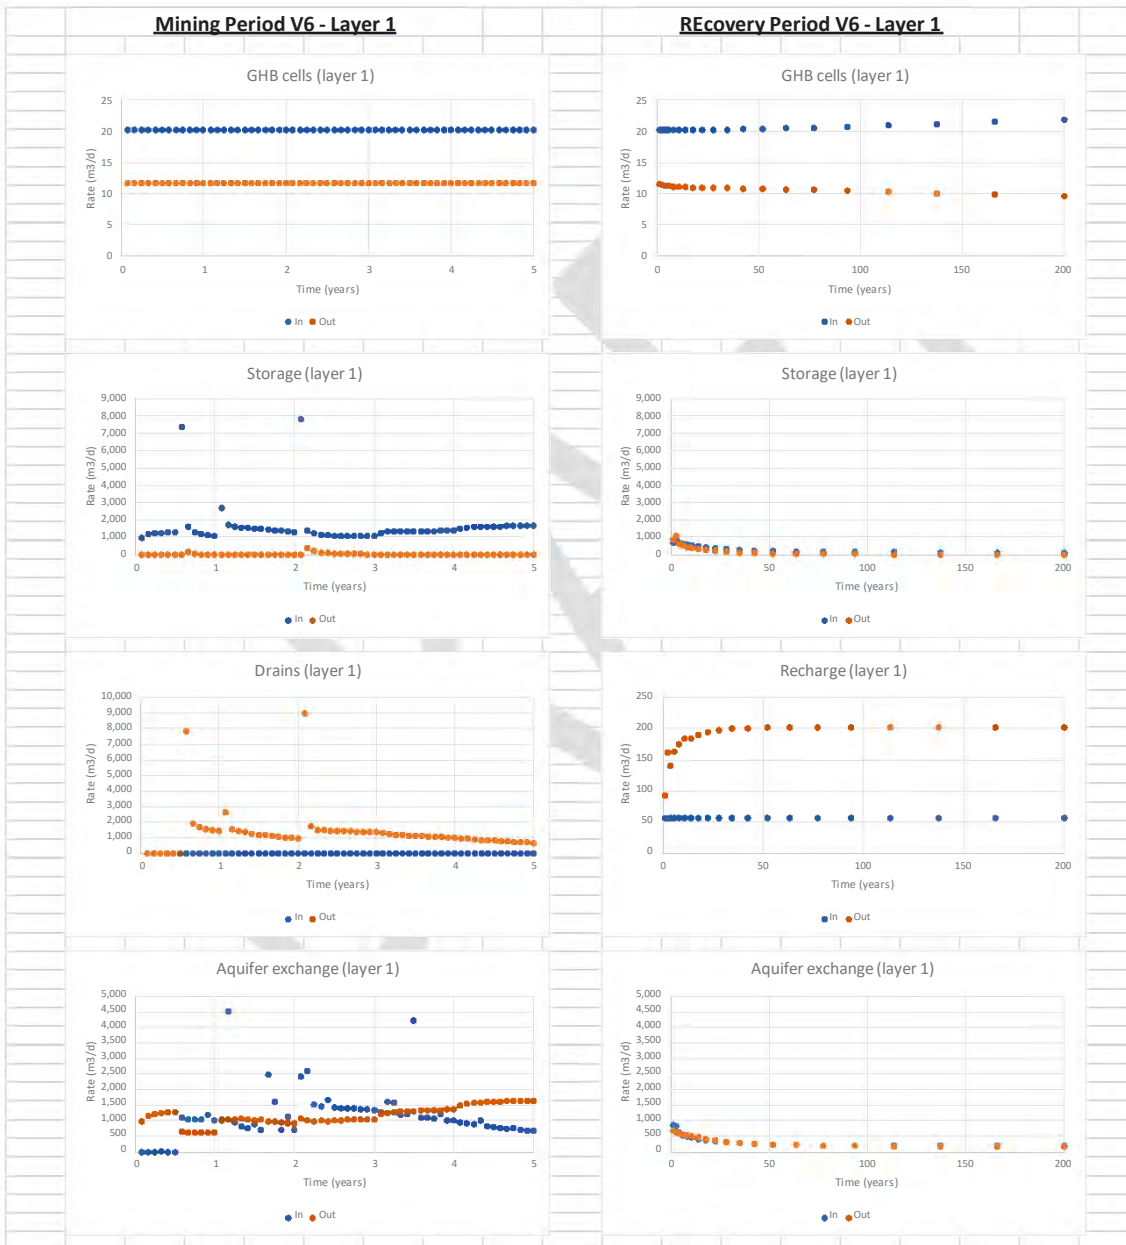 Mining Period V6 - Layer 1
GHB cells (layer 1)
25
20
15
10
5
0
Rate (m3/d)
0 1 2 3 4 5
Time (years)
In Out
Storage (layer 1)
9,000
8,000
7,000
6,000
5,000
4,000
3,000
2,000
1,000
0
Rate (m3/d)
0 1 2 3 4 5
Time (years)
In Out
Drains (layer 1)
10,000
9,000
8,000
7,000
6,000
5,000
4,000
3,000
2,000
1,000
0
Rate (m3/d)
0 1 2 3 4 5
Time (years)
In Out
Aquifer exchange (layer 1)
5,000
4,500
4,000
3,500
3,000
2,500
2,000
1,500
1,000
500
0
Rate (m3/d)
0 1 2 3 4 5
Time (years)
In Out
REcovery Period V6 - Layer 1
GHB cells (layer 1)
25
20
15
10
5
0
Rate (m3/d)
0 50 100 150 200
Time (years)
In Out
Storage (layer 1)
9,000
8,000
7,000
6,000
5,000
4,000
3,000
2,000
1,000
0
Rate (m3/d)
0 50 100 150 200
Time (years)
In Out
Recharge (layer 1)
250
200
150
100
50
0
Rate (m3/d)
0 50 100 150 200
Time (years)
In Out
Aquifer exchange (layer 1)
5,000
4,500
4,000
3,500
3,000
2,500
2,000
1,500
1,000
500
0
Rate (m3/d)
0 50 100 150 200
Time (years)
In Out